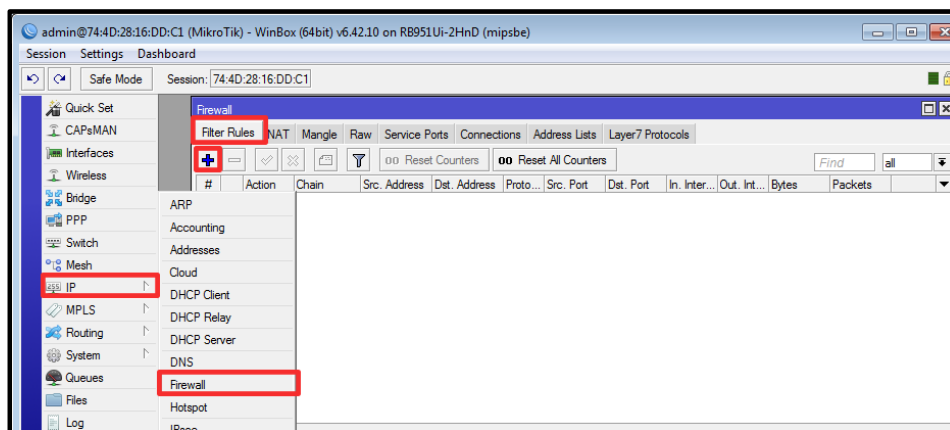 admin@74:4D:28:16:DD:C1 (MikroTik) - WinBox (64bit) v6.42.10 on RB951Ui-2HnD (mipsbe)
Session Settings Dashboard
Safe Mode Session: 74:4D:28:16:DD:C1
Quick Set
CAPsMAN
Interfaces
Wireless
Bridge
PPP
Switch
Mesh
255 IP
MPLS
Routing
System
Queues
Files
Log
Firewall
Filter Rules NAT Mangle Raw Service Ports Connections Address Lists Layer7 Protocols
00 Reset Counters 00 Reset All Counters Find all
# Action Chain Src. Address Dst. Address Proto... Src. Port Dst. Port In. Inter... Out. Int... Bytes Packets
ARP
Accounting
Addresses
Cloud
DHCP Client
DHCP Relay
DHCP Server
DNS
Firewall
Hotspot
IPsec